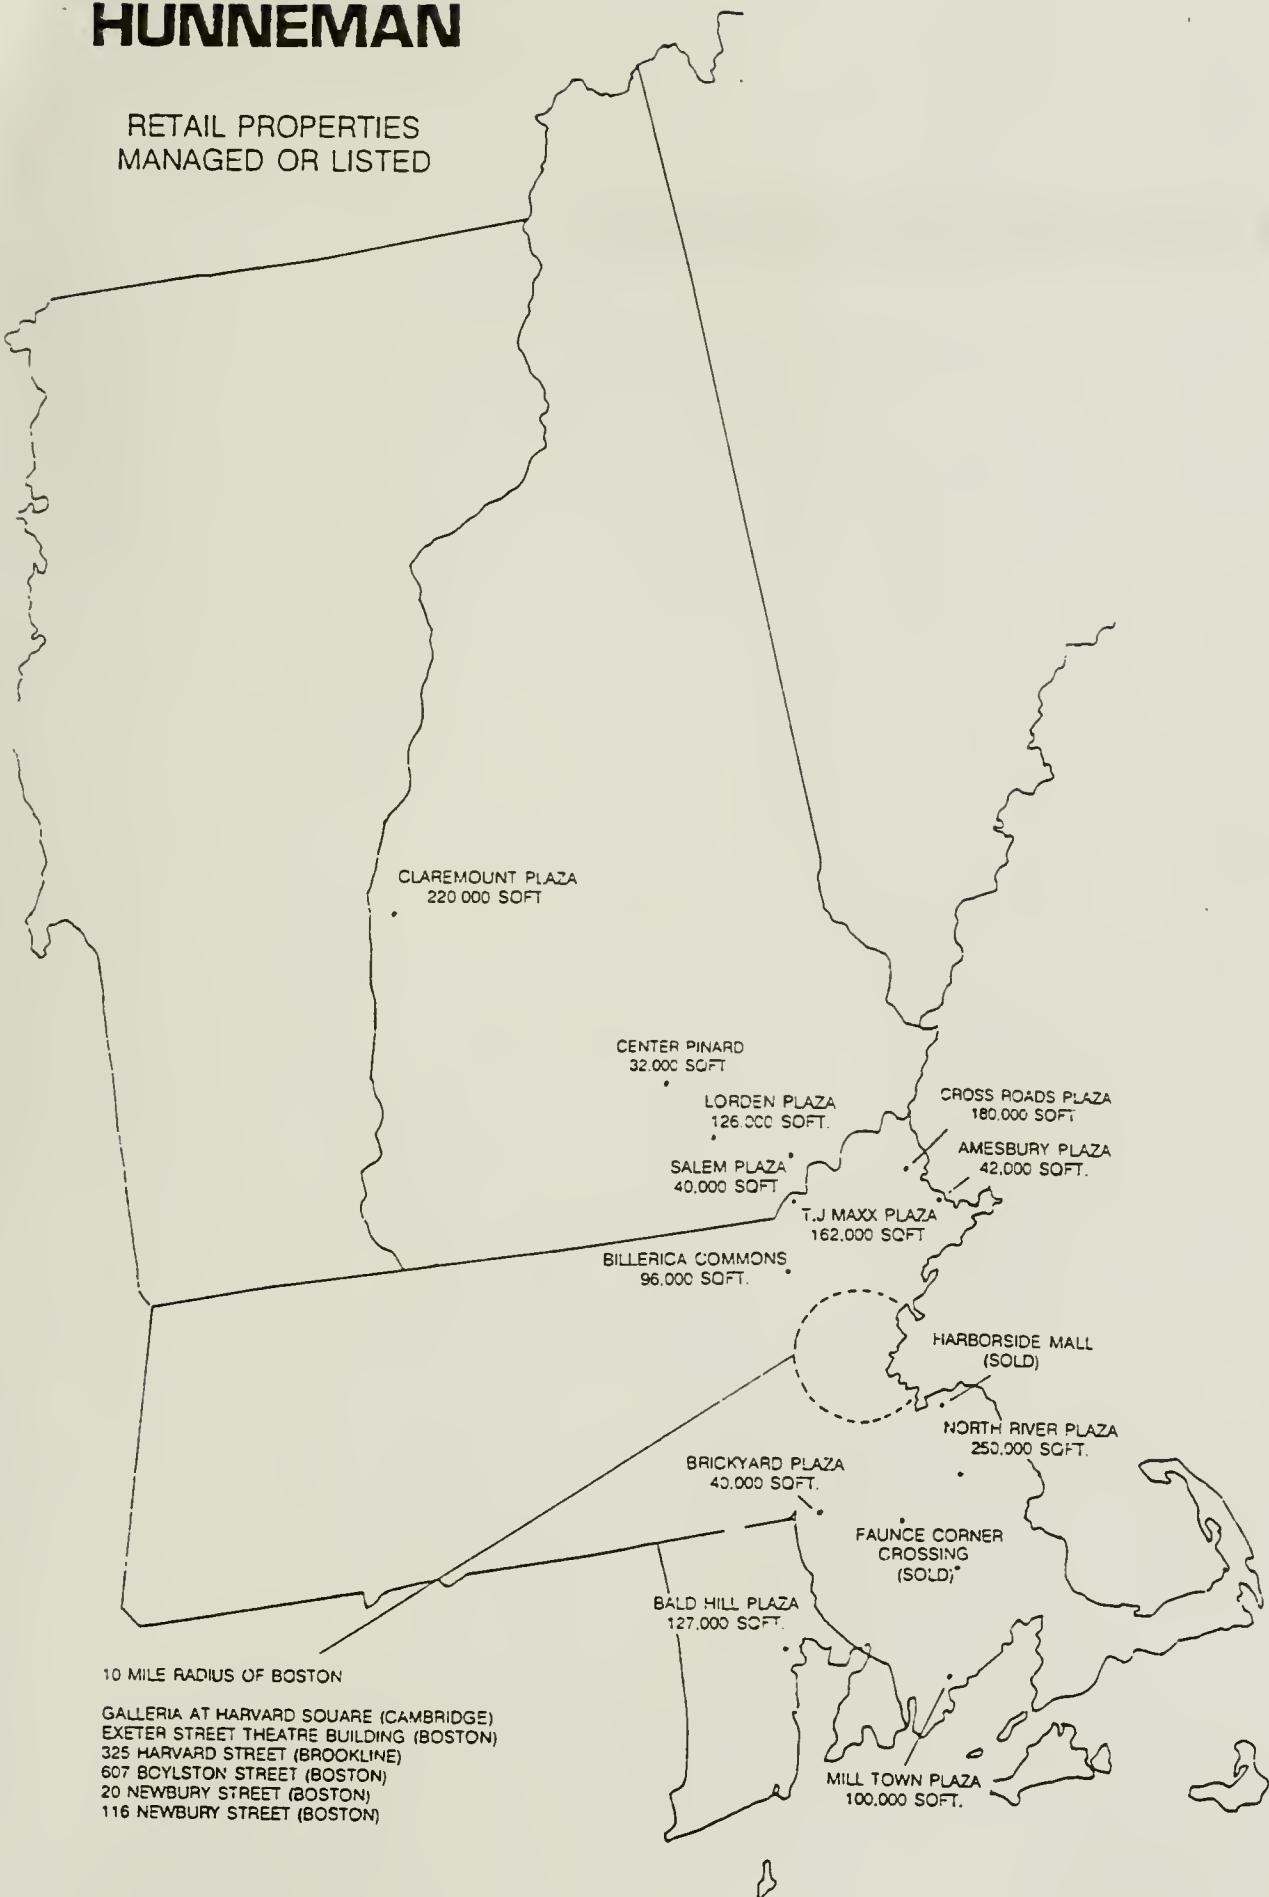 HUNNEMAN
RETAIL PROPERTIES
MANAGED OR LISTED
CLAREMOUNT PLAZA
220 000 SQFT
CENTER PINARD
32,000 SQFT
LORDEN PLAZA
126,000 SQFT.
CROSS ROADS PLAZA
180,000 SQFT
SALEM PLAZA
40,000 SQFT
AMESBURY PLAZA
42,000 SQFT.
T.J MAXX PLAZA
162,000 SQFT
BILLERICA COMMONS
96,000 SQFT.
HARBORSIDE MALL
(SOLD)
NORTH RIVER PLAZA
250,000 SQFT.
BRICKYARD PLAZA
40,000 SQFT.
FAUNCE CORNER
CROSSING
(SOLD)
BALD HILL PLAZA
127,000 SQFT.
MILL TOWN PLAZA
100,000 SQFT.
10 MILE RADIUS OF BOSTON
GALLERIA AT HARVARD SQUARE (CAMBRIDGE)
EXETER STREET THEATRE BUILDING (BOSTON)
325 HARVARD STREET (BROOKLINE)
607 BOYLSTON STREET (BOSTON)
20 NEWBURY STREET (BOSTON)
116 NEWBURY STREET (BOSTON)